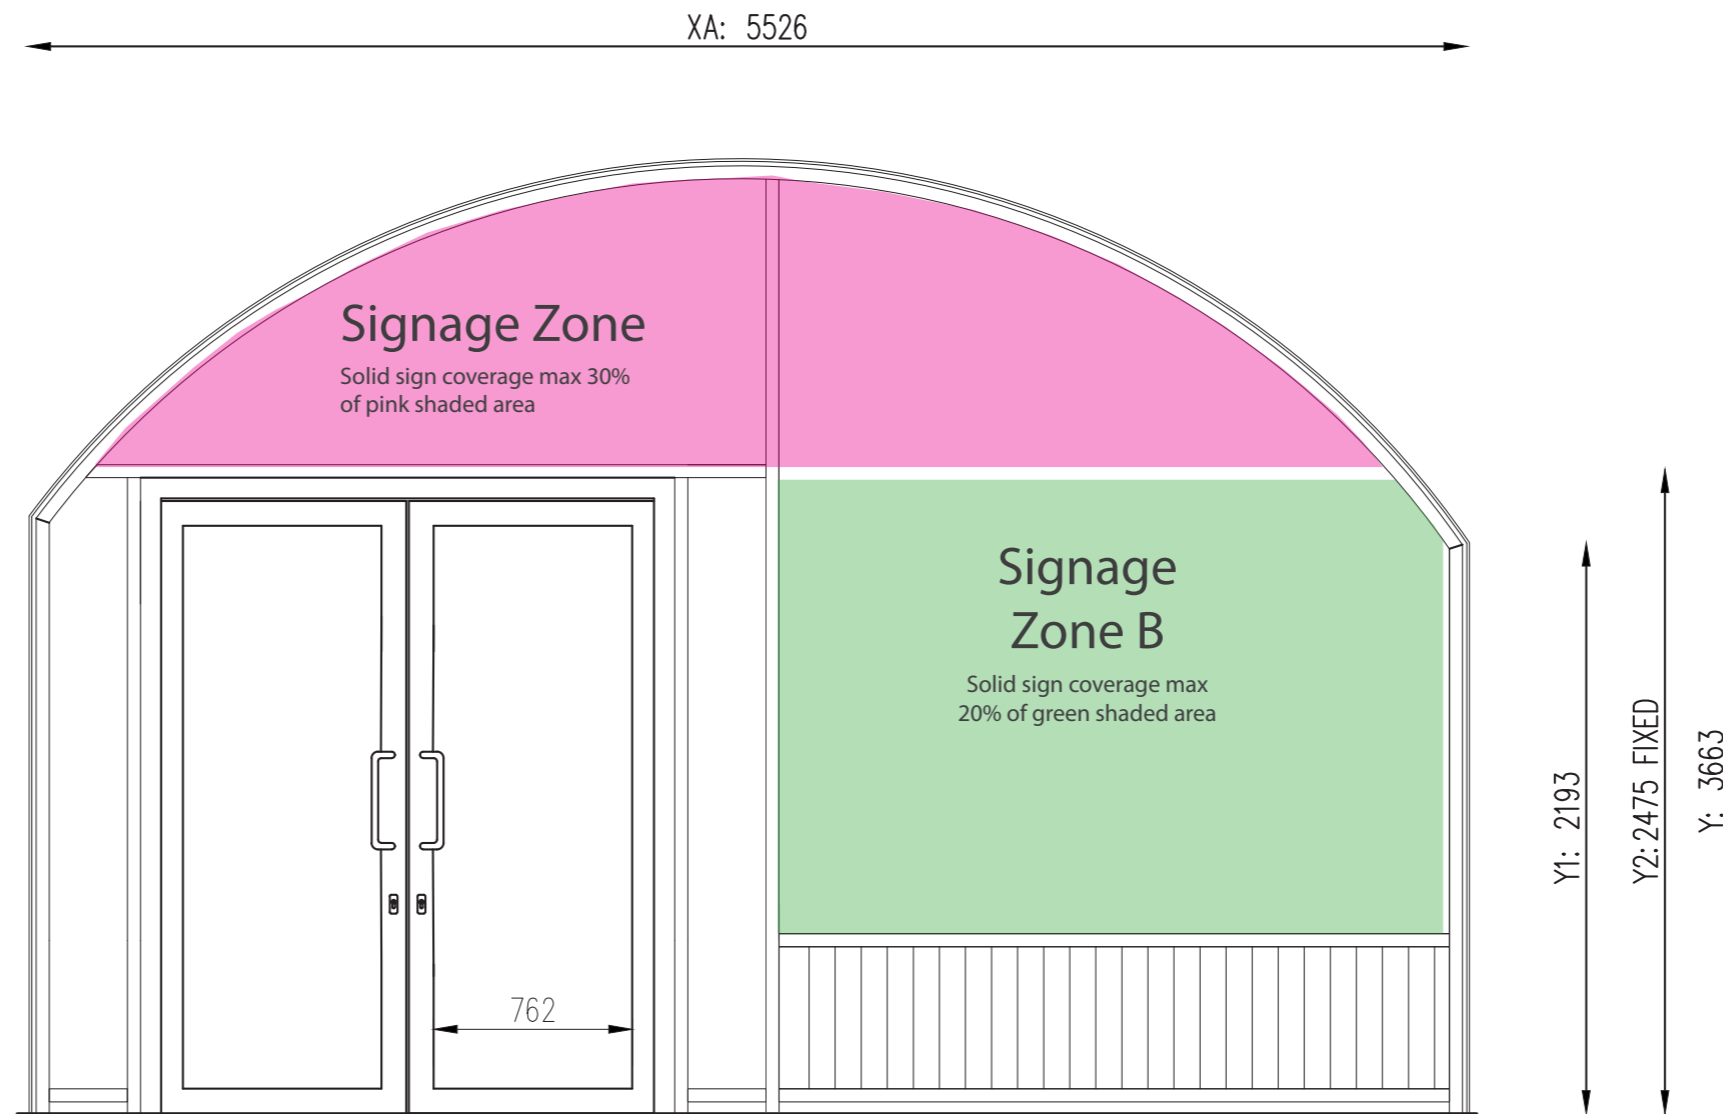 XA: 5526
Signage Zone
Solid sign coverage max 30%
of pink shaded area
Signage
Zone B
Solid sign coverage max
20% of green shaded area
762
Y1: 2193
Y2:2475 FIXED
Y: 3663